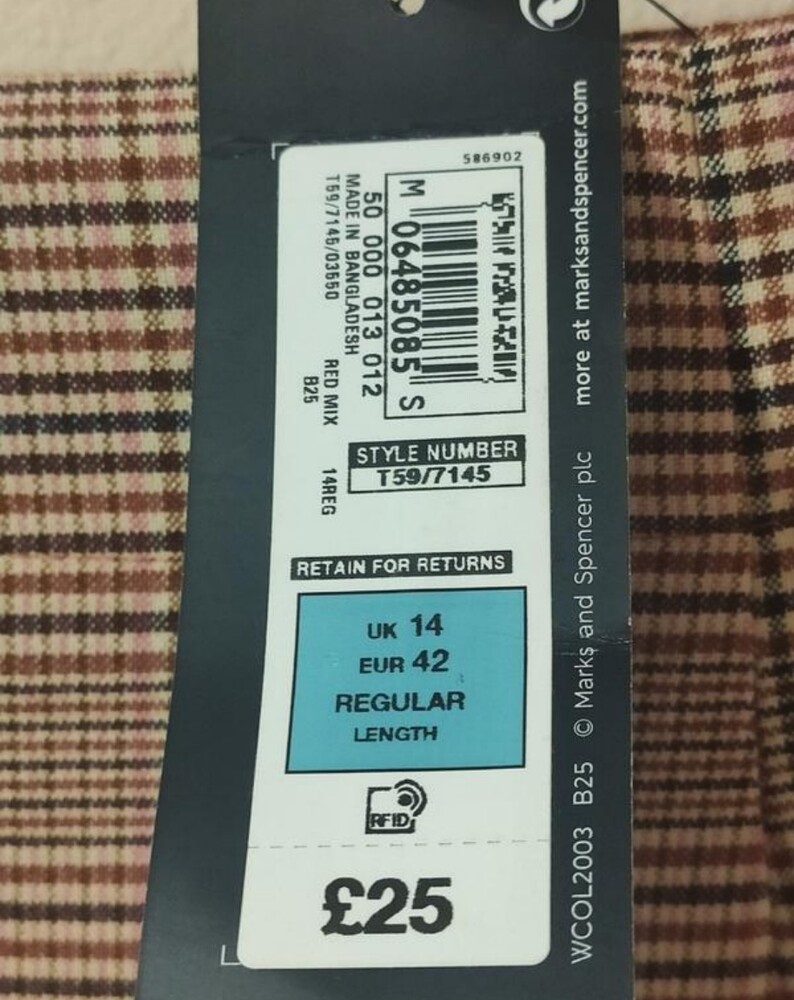 586902
M 06485085 S
50 000 013 012
MADE IN BANGLADESH
T59/7145/03550 RED MIX 14REG
B25
STYLE NUMBER
T59/7145
RETAIN FOR RETURNS
UK 14
EUR 42
REGULAR
LENGTH
RFID
£25
WCOL2003 B25 © Marks and Spencer plc more at marksandspencer.com